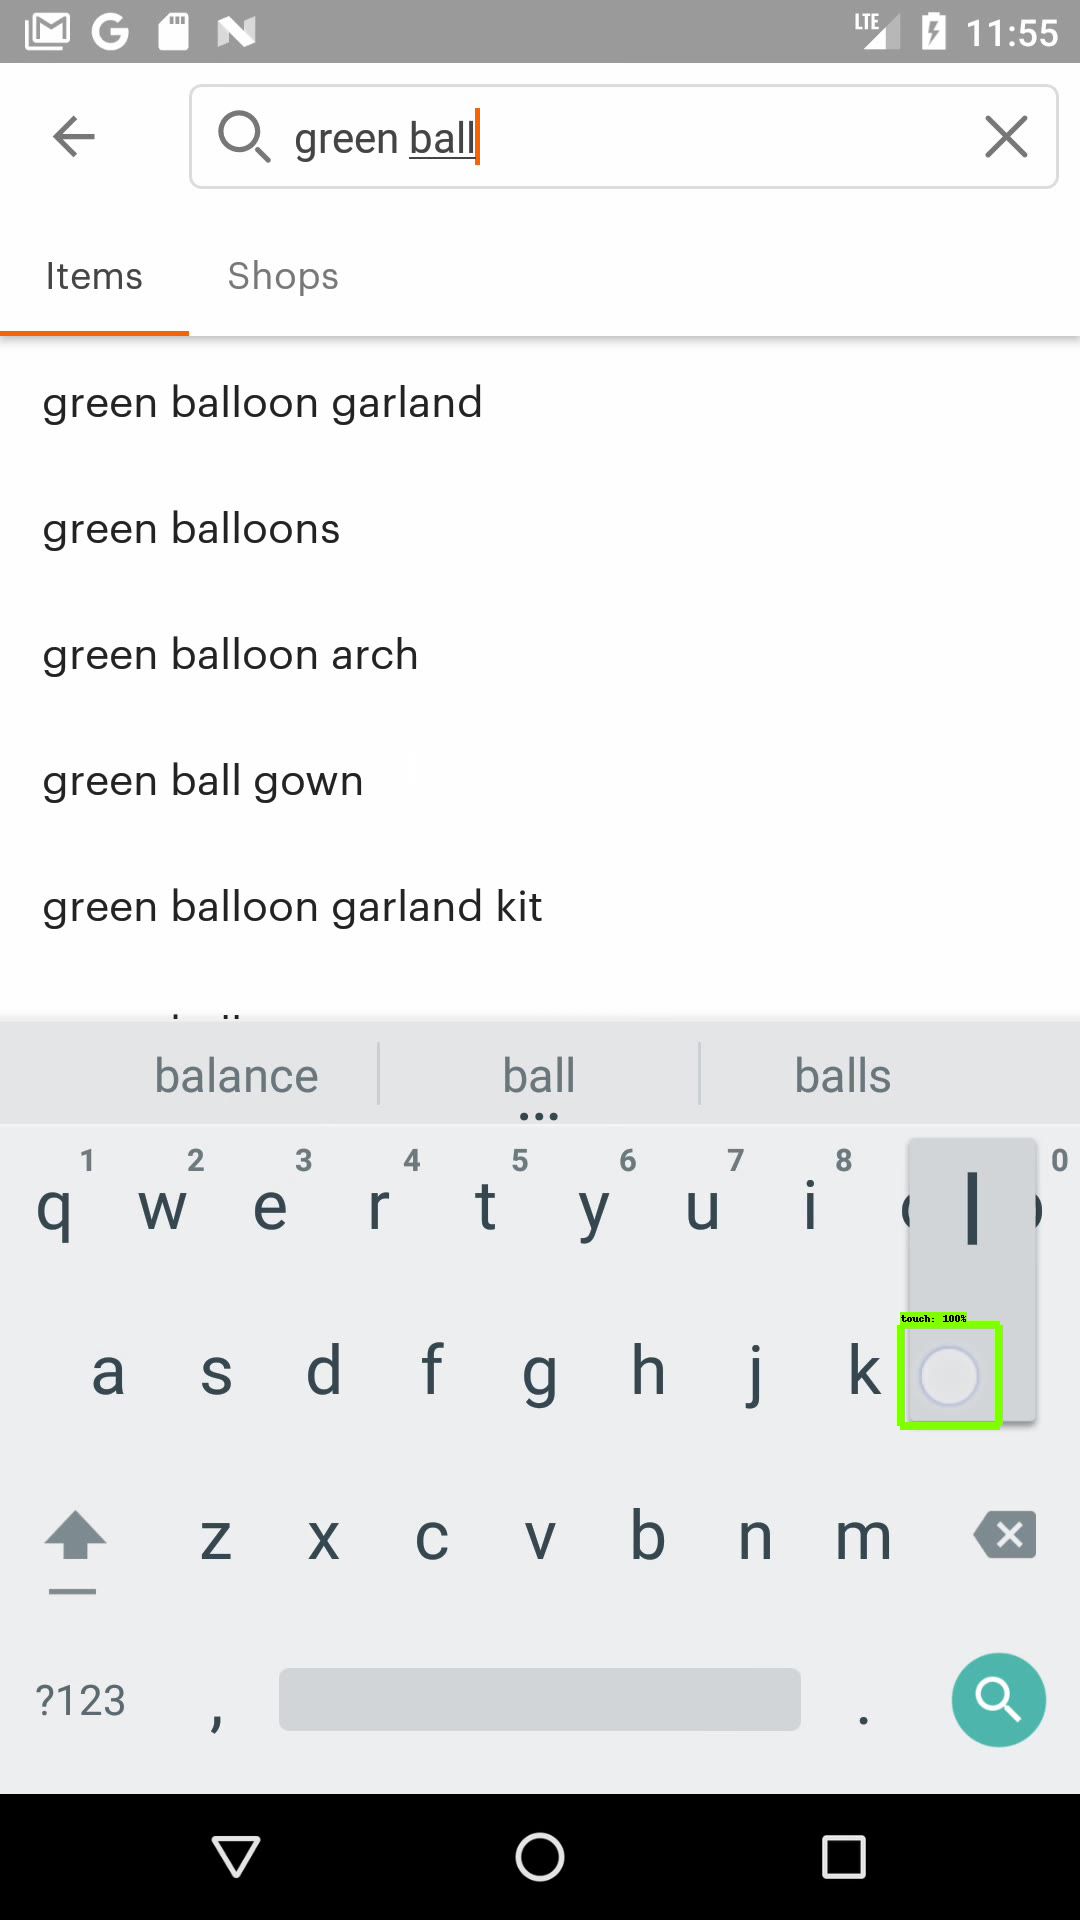 LTE 11:55
green ball
Items Shops
green balloon garland
green balloons
green balloon arch
green ball gown
green balloon garland kit
balance ball balls
1 2 3 4 5 6 7 8 0
q w e r t y u i l
touch: 100%
a s d f g h j k
z x c v b n m
?123 , .